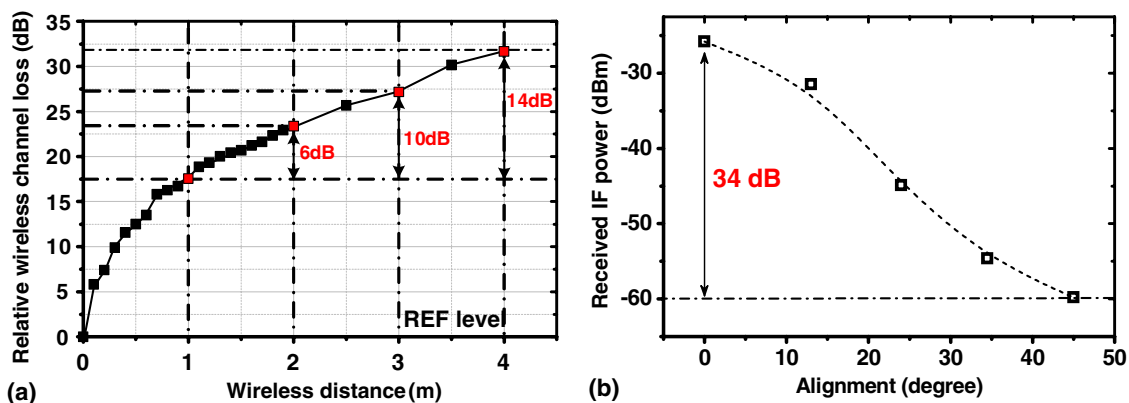 Relative wireless channel loss (dB)
35
30
25
20
15
10
5
0
6dB
10dB
14dB
REF level
0
1
2
3
4
Wireless distance (m)
(a)
Received IF power (dBm)
-30
-40
-50
-60
34 dB
0
10
20
30
40
50
Alignment (degree)
(b)